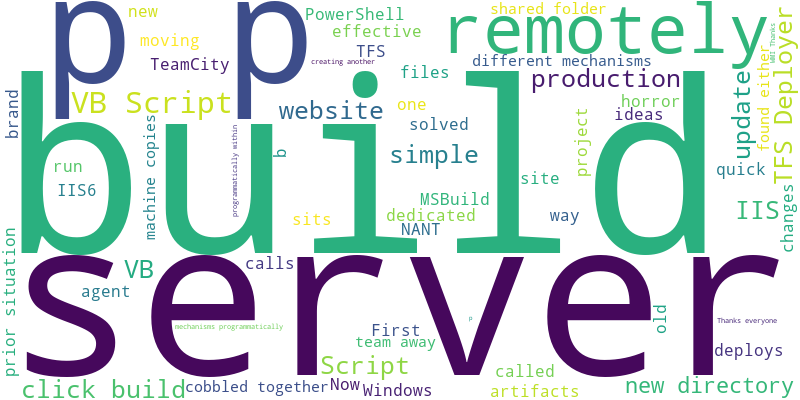 new
PowerShell
shared folder
effective
p p
remotely
moving
TFS
TeamCity
creating another
different mechanisms
WMI Thanks
files
production
found either
TFS Deployer
brand
VB Script
website
one
horror
update
solved
ideas
build
machine copies
programmatically within
b
simple
project
run
IIS6
site
quick
MSBuild
way
IIS
changes
sits
dedicated
NANT
prior situation
VB
calls
server
agent
mechanisms programmatically
First
p
old
Thanks everyone
team away
deploys
Script
called
click build
cobbled together
Now
Windows
artifacts
new directory